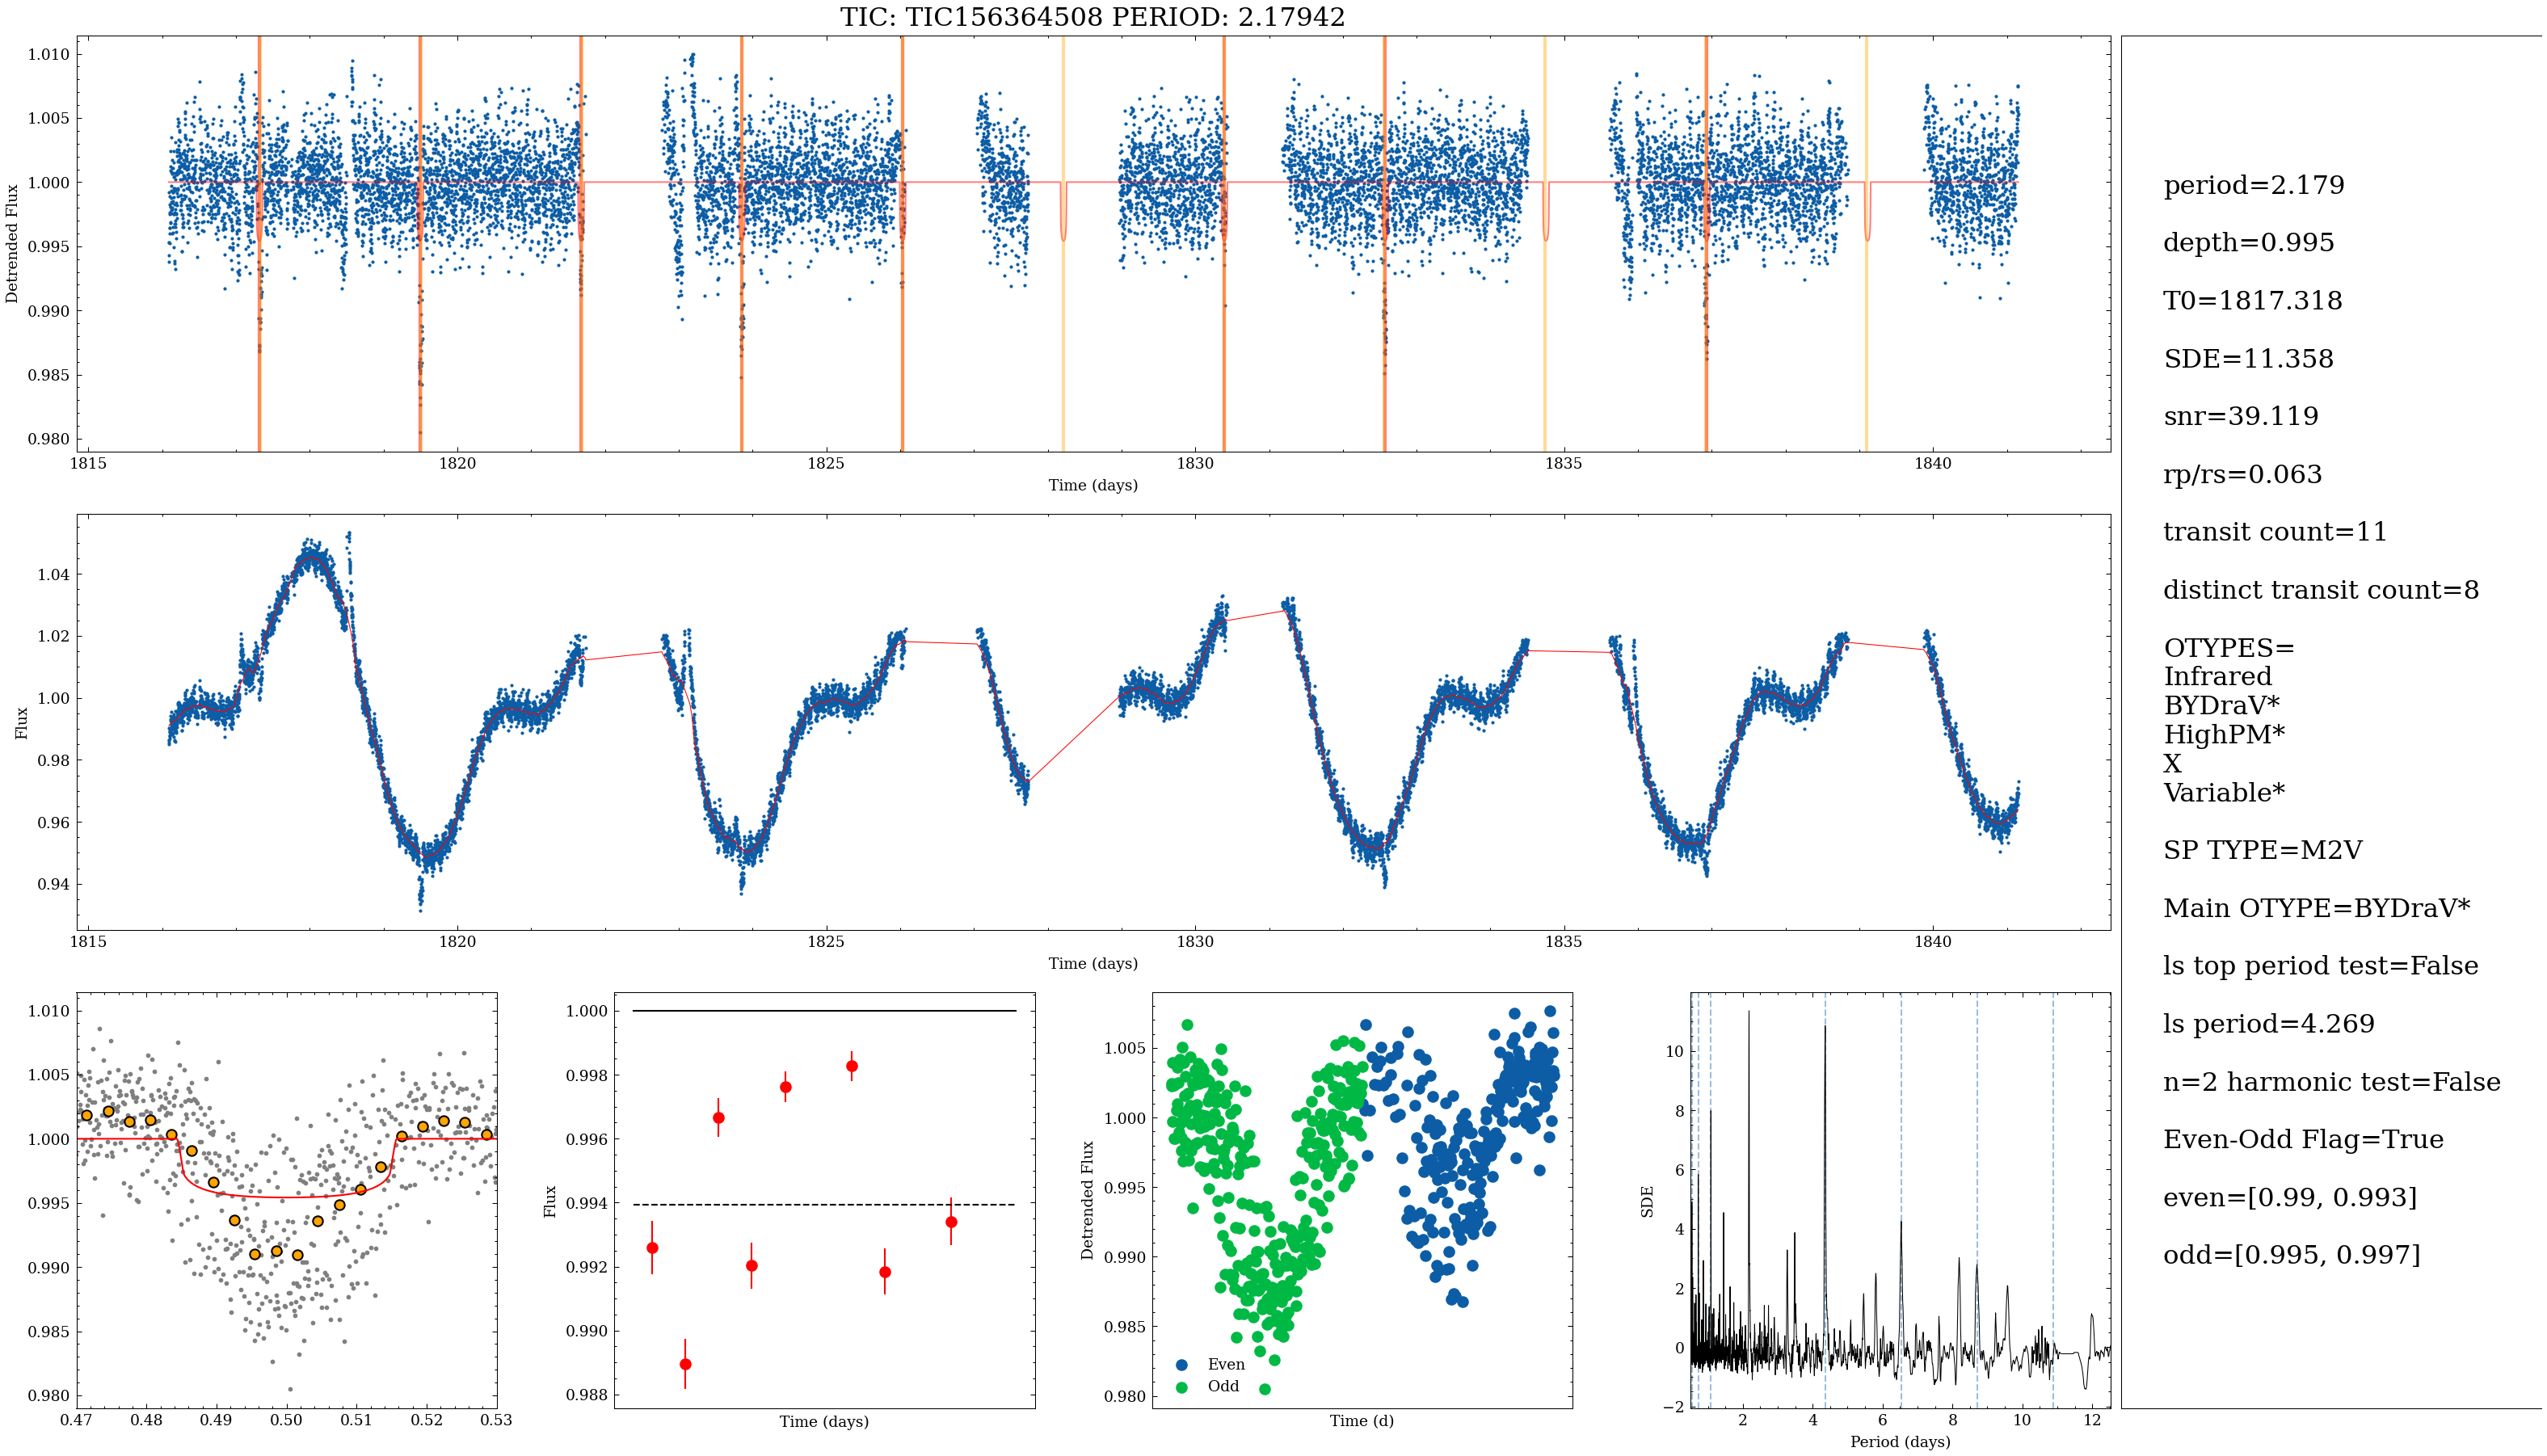 TIC: TIC156364508 PERIOD: 2.17942
1.010
1.005
1.000
0.995
0.990
0.985
0.980
Detrended Flux
1815
1820
1825
1830
1835
1840
Time (days)
1.04
1.02
1.00
0.98
0.96
0.94
Flux
1815
1820
1825
1830
1835
1840
Time (days)
1.010
1.005
1.000
0.995
0.990
0.985
0.980
0.47
0.48
0.49
0.50
0.51
0.52
0.53
1.000
0.998
0.996
0.994
0.992
0.990
0.988
Flux
Time (days)
1.005
1.000
0.995
0.990
0.985
0.980
Detrended Flux
Even
Odd
Time (d)
10
8
6
4
2
0
−2
SDE
2
4
6
8
10
12
Period (days)
period=2.179
depth=0.995
T0=1817.318
SDE=11.358
snr=39.119
rp/rs=0.063
transit count=11
distinct transit count=8
OTYPES=
Infrared
BYDraV*
HighPM*
X
Variable*
SP TYPE=M2V
Main OTYPE=BYDraV*
ls top period test=False
ls period=4.269
n=2 harmonic test=False
Even-Odd Flag=True
even=[0.99, 0.993]
odd=[0.995, 0.997]